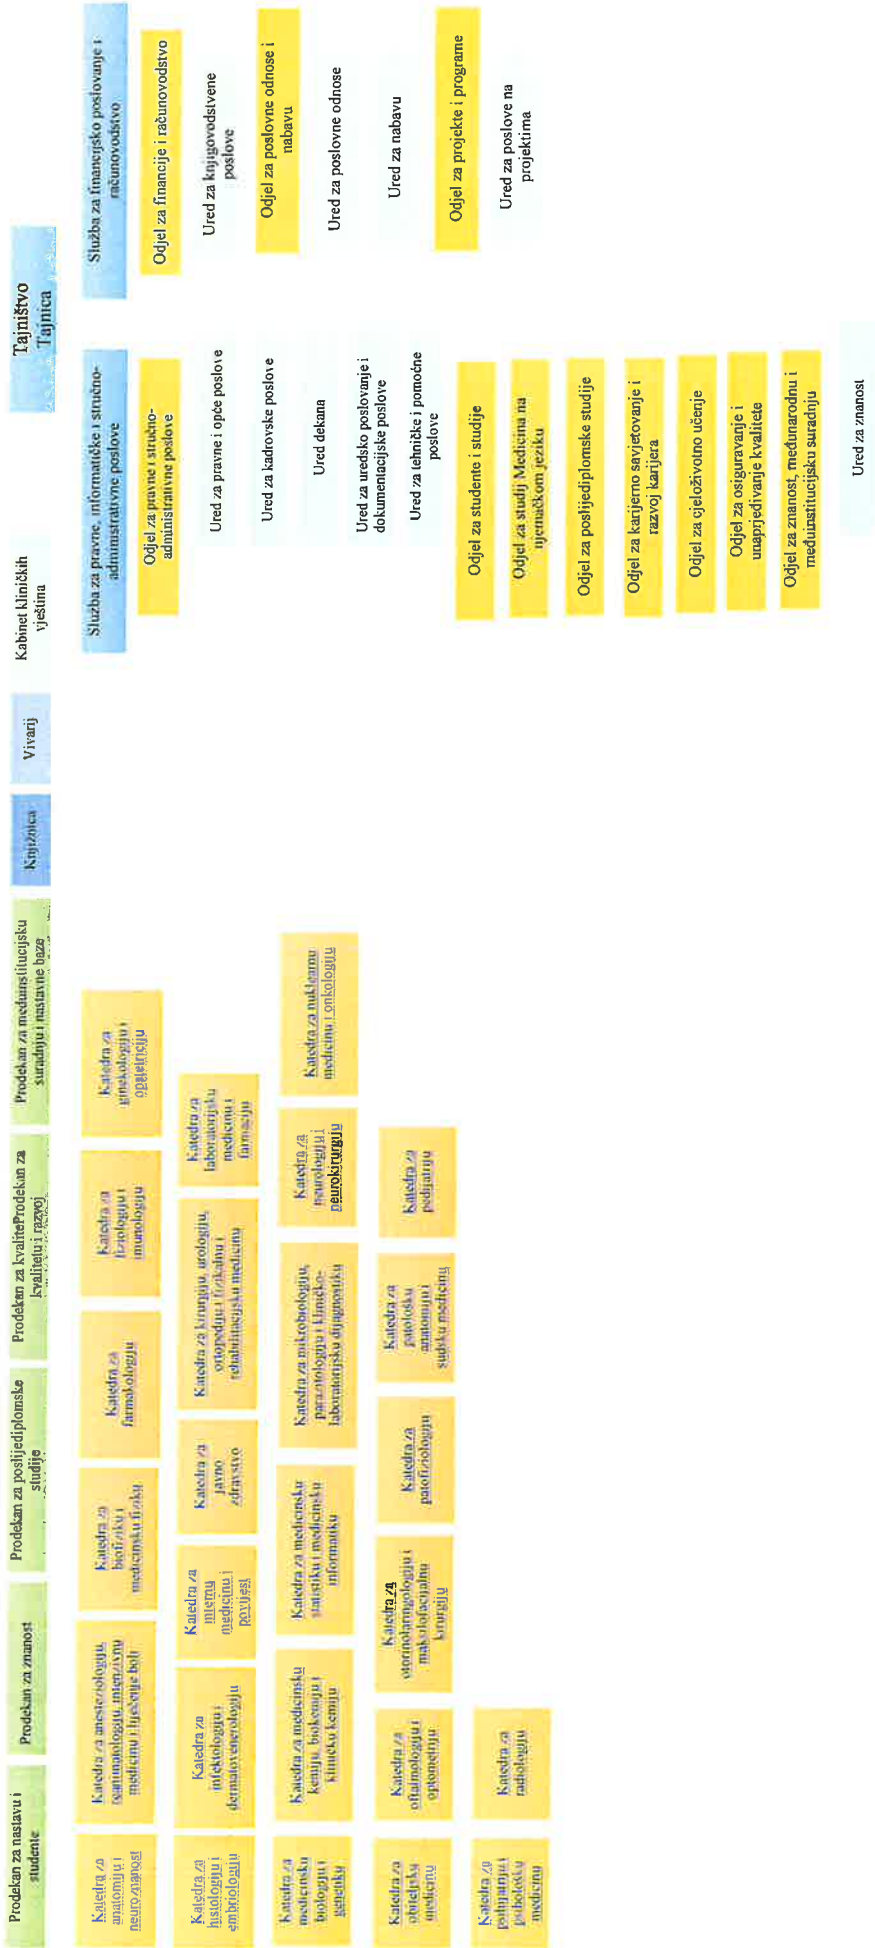 Prodekan za nastavu i
studente
Prodekan za znanost
Prodekan za poslijediplomske
studije
Prodekan za kvaliteProdekan za
kvalitetu i razvoj
Prodekan za međuinstitucijsku
suradnju i nastavne baze
Knjižnica
Vivarij
Kabinet kliničkih
vještina
Tajništvo
Tajnica
Katedra za
anatomiju i
neuroznanost
Katedra za anesteziologiju,
reanimatologiju, intenzivnu
medicinu i liječenje boli
Katedra za
biofiziku i
medicinsku fiziku
Katedra za
farmakologiju
Katedra za
fiziologiju i
imunologiju
Katedra za
ginekologiju i
opstetriciju
Katedra za
histologiju i
embriologiju
Katedra za
infektologiju i
dermatovenerologiju
Katedra za
internu
medicinu i
povijest
Katedra za
javno
zdravstvo
Katedra za kirurgiju, urologiju,
ortopediju i fizikalnu i
rehabilitacijsku medicinu
Katedra za
laboratorijsku
medicinu i
farmaciju
Katedra za
medicinsku
biologiju i
genetiku
Katedra za medicinsku
kemiju, biokemiju i
kliničku kemiju
Katedra za medicinsku
statistiku i medicinsku
informatiku
Katedra za mikrobiologiju,
parazitologiju i kliničko-
laboratorijsku dijagnostiku
Katedra za
neurologiju i
neurokirurgiju
Katedra za nuklearnu
medicinu i onkologiju
Katedra za
obiteljsku
medicinu
Katedra za
oftalmologiju i
optometriju
Katedra za
otorinolaringologiju i
maksilofacijalnu
kirurgiju
Katedra za
patofiziologiju
Katedra za
patološku
anatomiju i
sudsku medicinu
Katedra za
pedijatriju
Katedra za
psihijatriju i
psihološku
medicinu
Katedra za
radiologiju
Služba za pravne, informatičke i stručno-
administrativne poslove
Odjel za pravne i stručno-
administrativne poslove
Ured za pravne i opće poslove
Ured za kadrovske poslove
Ured dekana
Ured za uredsko poslovanje i
dokumentacijske poslove
Ured za tehničke i pomoćne
poslove
Odjel za studente i studije
Odjel za studij Medicina na
njemačkom jeziku
Odjel za poslijediplomske studije
Odjel za karijerno savjetovanje i
razvoj karijera
Odjel za cjeloživotno učenje
Odjel za osiguravanje i
unaprjeđivanje kvalitete
Odjel za znanost, međunarodnu i
međuinstitucijsku suradnju
Ured za znanost
Služba za financijsko poslovanje i
računovodstvo
Odjel za financije i računovodstvo
Ured za knjigovodstvene
poslove
Odjel za poslovne odnose i
nabavu
Ured za poslovne odnose
Ured za nabavu
Odjel za projekte i programe
Ured za poslove na
projektima